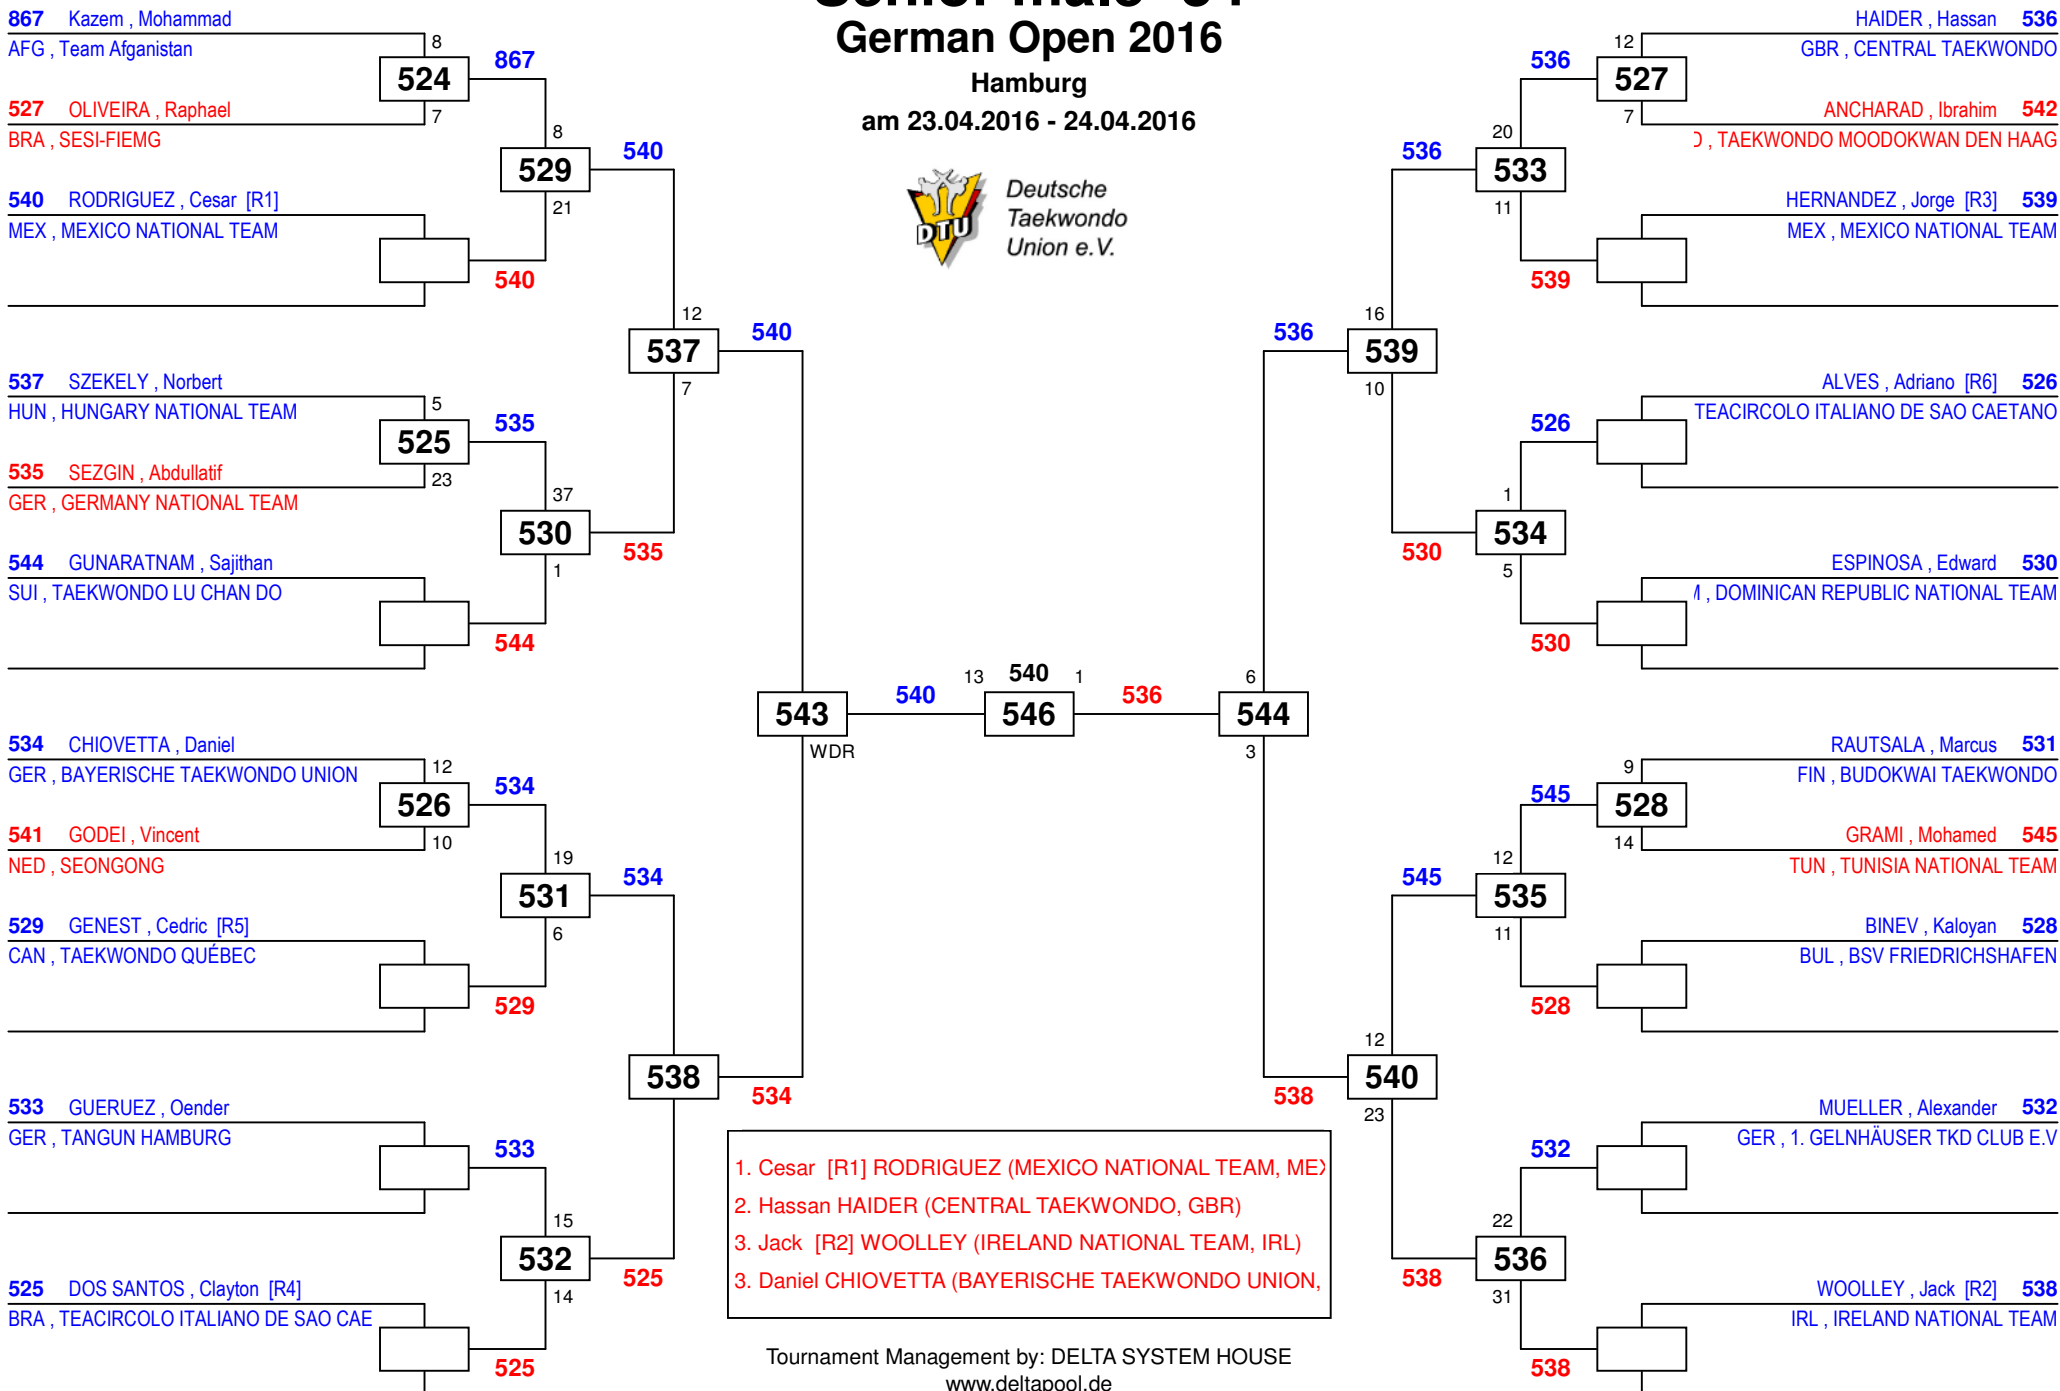 German Open 2016
Hamburg
am 23.04.2016 - 24.04.2016
DTU
Deutsche
Taekwondo
Union e.V.
867 Kazem , Mohammad
AFG , Team Afganistan
8
524
867
7
527 OLIVEIRA , Raphael
BRA , SESI-FIEMG
8
529
540
21
540 RODRIGUEZ , Cesar [R1]
MEX , MEXICO NATIONAL TEAM
540
12
537
540
7
537 SZEKELY , Norbert
HUN , HUNGARY NATIONAL TEAM
5
525
535
23
535 SEZGIN , Abdullatif
GER , GERMANY NATIONAL TEAM
37
530
535
1
544 GUNARATNAM , Sajithan
SUI , TAEKWONDO LU CHAN DO
544
543
540
WDR
534 CHIOVETTA , Daniel
GER , BAYERISCHE TAEKWONDO UNION
12
526
534
10
541 GODEI , Vincent
NED , SEONGONG
19
531
534
6
529 GENEST , Cedric [R5]
CAN , TAEKWONDO QUÉBEC
529
538
534
533 GUERUEZ , Oender
GER , TANGUN HAMBURG
533
15
532
525
14
525 DOS SANTOS , Clayton [R4]
BRA , TEACIRCOLO ITALIANO DE SAO CAE
525
13 540 1
546
HAIDER , Hassan 536
GBR , CENTRAL TAEKWONDO
12
536
527
7
ANCHARAD , Ibrahim 542
, TAEKWONDO MOODOKWAN DEN HAAG
20
536
533
11
HERNANDEZ , Jorge [R3] 539
MEX , MEXICO NATIONAL TEAM
539
16
536
539
10
ALVES , Adriano [R6] 526
TEACIRCOLO ITALIANO DE SAO CAETANO
526
1
530
534
5
ESPINOSA , Edward 530
, DOMINICAN REPUBLIC NATIONAL TEAM
530
6
536
544
3
RAUTSALA , Marcus 531
FIN , BUDOKWAI TAEKWONDO
9
545
528
14
GRAMI , Mohamed 545
TUN , TUNISIA NATIONAL TEAM
12
545
535
11
BINEV , Kaloyan 528
BUL , BSV FRIEDRICHSHAFEN
528
12
538
540
23
MUELLER , Alexander 532
GER , 1. GELNHÄUSER TKD CLUB E.V
532
22
538
536
31
WOOLLEY , Jack [R2] 538
IRL , IRELAND NATIONAL TEAM
538
1. Cesar [R1] RODRIGUEZ (MEXICO NATIONAL TEAM, MEX
2. Hassan HAIDER (CENTRAL TAEKWONDO, GBR)
3. Jack [R2] WOOLLEY (IRELAND NATIONAL TEAM, IRL)
3. Daniel CHIOVETTA (BAYERISCHE TAEKWONDO UNION,
Tournament Management by: DELTA SYSTEM HOUSE
www.deltapool.de